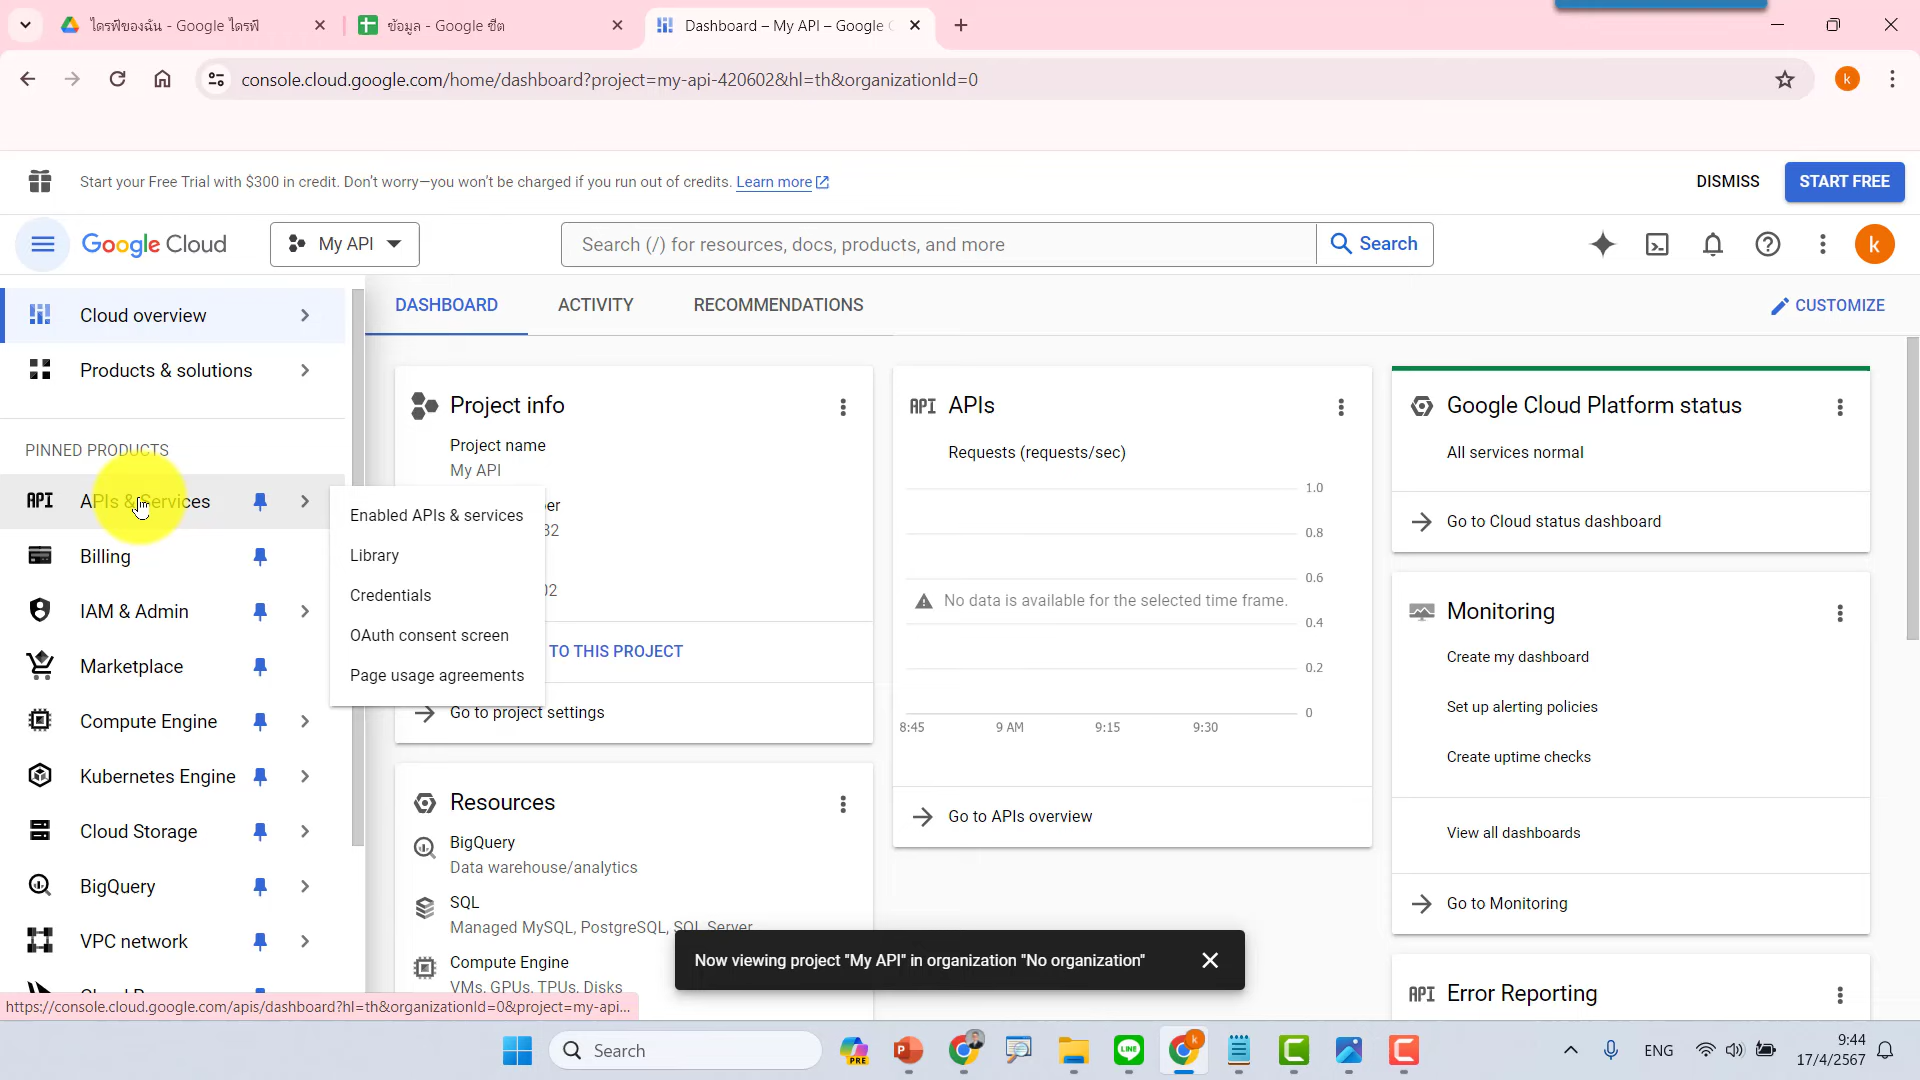 ไดรฟ์ของฉัน - Google ไดรฟ์
ข้อมูล - Google ชีต
Dashboard – My API – Google C
console.cloud.google.com/home/dashboard?project=my-api-420602&hl=th&organizationId=0
k
Start your Free Trial with $300 in credit. Don't worry—you won't be charged if you run out of credits. Learn more
DISMISS
START FREE
Google Cloud
My API
Search (/) for resources, docs, products, and more
Search
k
Cloud overview
Products & solutions
PINNED PRODUCTS
API APIs & Services
Billing
IAM & Admin
Marketplace
Compute Engine
Kubernetes Engine
Cloud Storage
BigQuery
VPC network
https://console.cloud.google.com/apis/dashboard?hl=th&organizationId=0&project=my-api...
Enabled APIs & services
Library
Credentials
OAuth consent screen
Page usage agreements
DASHBOARD
ACTIVITY
RECOMMENDATIONS
CUSTOMIZE
Project info
Project name
My API
er
32
02
TO THIS PROJECT
Go to project settings
Resources
BigQuery
Data warehouse/analytics
SQL
Managed MySQL, PostgreSQL, SQL Server
Compute Engine
VMs, GPUs, TPUs, Disks
API APIs
Requests (requests/sec)
1.0
0.8
0.6
No data is available for the selected time frame.
0.4
0.2
0
8:45
9 AM
9:15
9:30
Go to APIs overview
Google Cloud Platform status
All services normal
Go to Cloud status dashboard
Monitoring
Create my dashboard
Set up alerting policies
Create uptime checks
View all dashboards
Go to Monitoring
API Error Reporting
Now viewing project "My API" in organization "No organization"
Search
PRE
LINE
k
ENG
9:44
17/4/2567